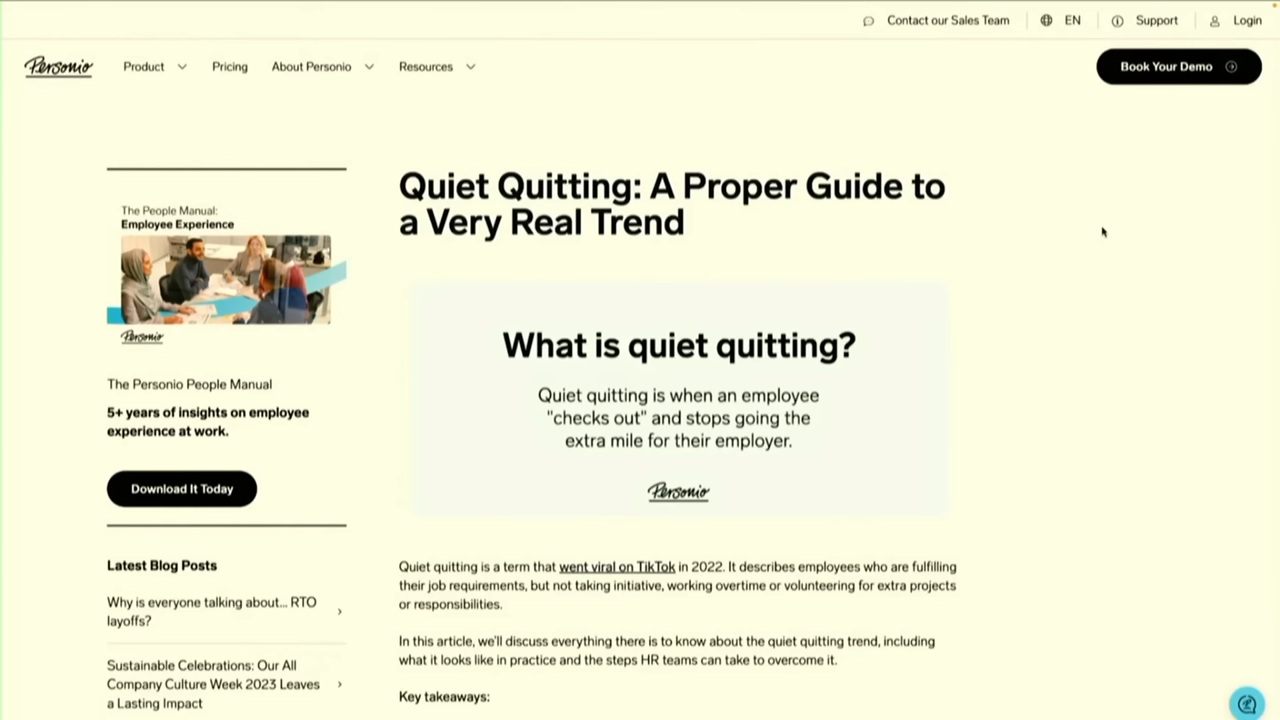 Contact our Sales Team
EN
Support
Login
Personio
Product
Pricing
About Personio
Resources
Book Your Demo
The People Manual:
Employee Experience
Personio
The Personio People Manual
5+ years of insights on employee
experience at work.
Download It Today
Latest Blog Posts
Why is everyone talking about... RTO
layoffs?
Sustainable Celebrations: Our All
Company Culture Week 2023 Leaves
a Lasting Impact
Quiet Quitting: A Proper Guide to
a Very Real Trend
What is quiet quitting?
Quiet quitting is when an employee
"checks out" and stops going the
extra mile for their employer.
Personio
Quiet quitting is a term that went viral on TikTok in 2022. It describes employees who are fulfilling
their job requirements, but not taking initiative, working overtime or volunteering for extra projects
or responsibilities.
In this article, we'll discuss everything there is to know about the quiet quitting trend, including
what it looks like in practice and the steps HR teams can take to overcome it.
Key takeaways: